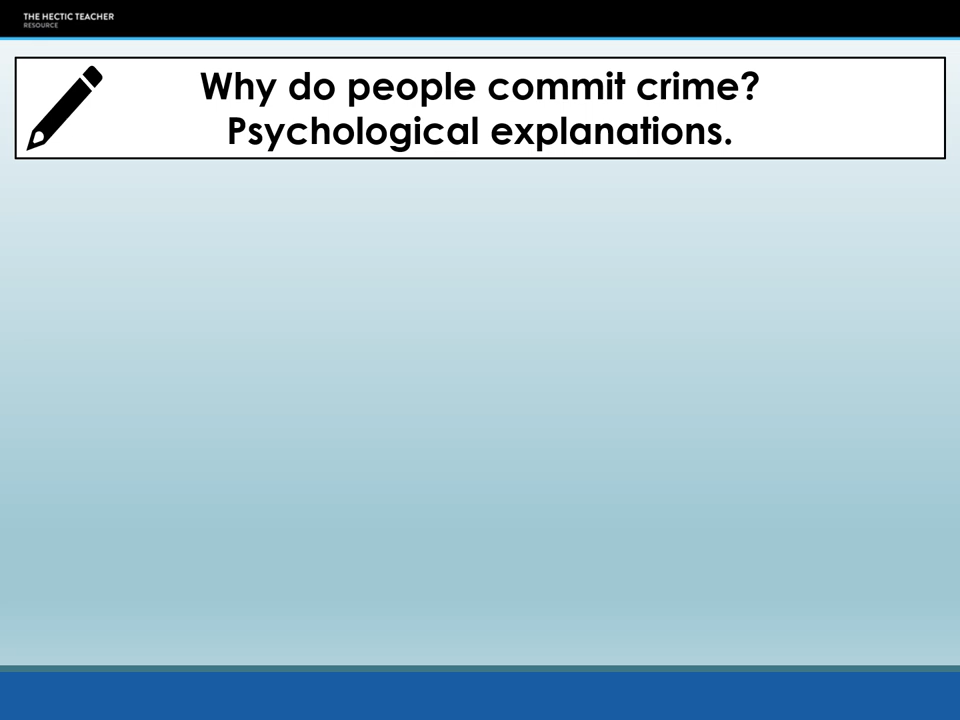 THE HECTIC TEACHER
RESOURCE
Why do people commit crime?
Psychological explanations.